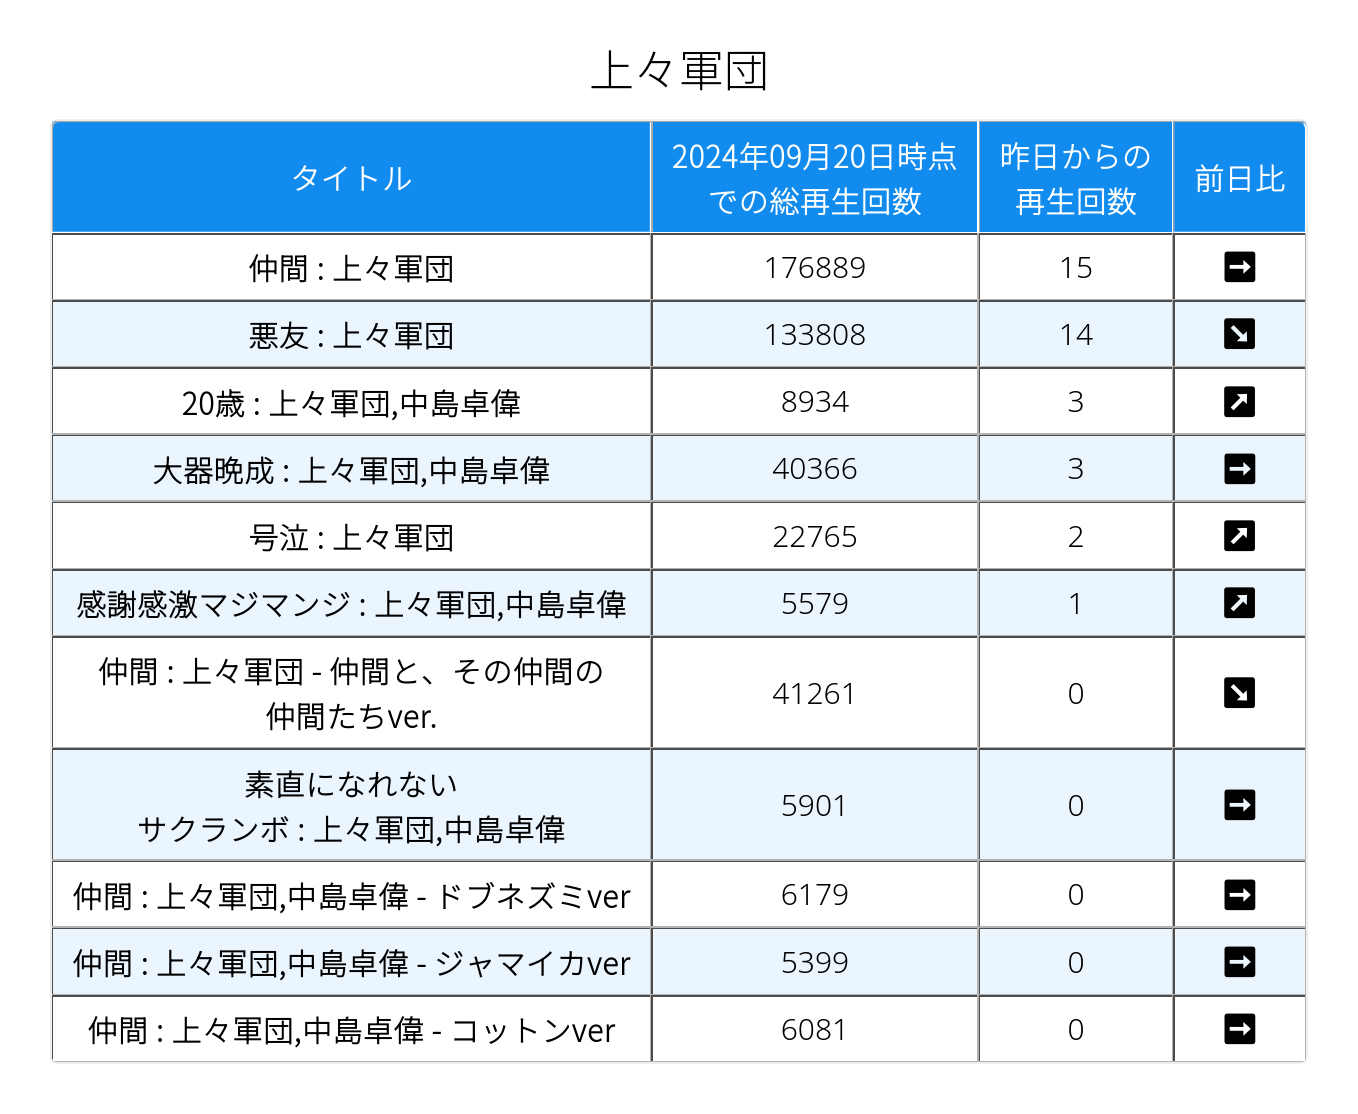 上々軍団
タイトル
2024年09月20日時点
での総再生回数
昨日からの
再生回数
前日比
仲間 : 上々軍団
176889
15
➡
悪友 : 上々軍団
133808
14
↘
20歳 : 上々軍団,中島卓偉
8934
3
↗
大器晩成 : 上々軍団,中島卓偉
40366
3
➡
号泣 : 上々軍団
22765
2
↗
感謝感激マジマンジ : 上々軍団,中島卓偉
5579
1
↗
仲間 : 上々軍団 - 仲間と、その仲間の
仲間たちver.
41261
0
↘
素直になれない
サクランボ : 上々軍団,中島卓偉
5901
0
➡
仲間 : 上々軍団,中島卓偉 - ドブネズミver
6179
0
➡
仲間 : 上々軍団,中島卓偉 - ジャマイカver
5399
0
➡
仲間 : 上々軍団,中島卓偉 - コットンver
6081
0
➡